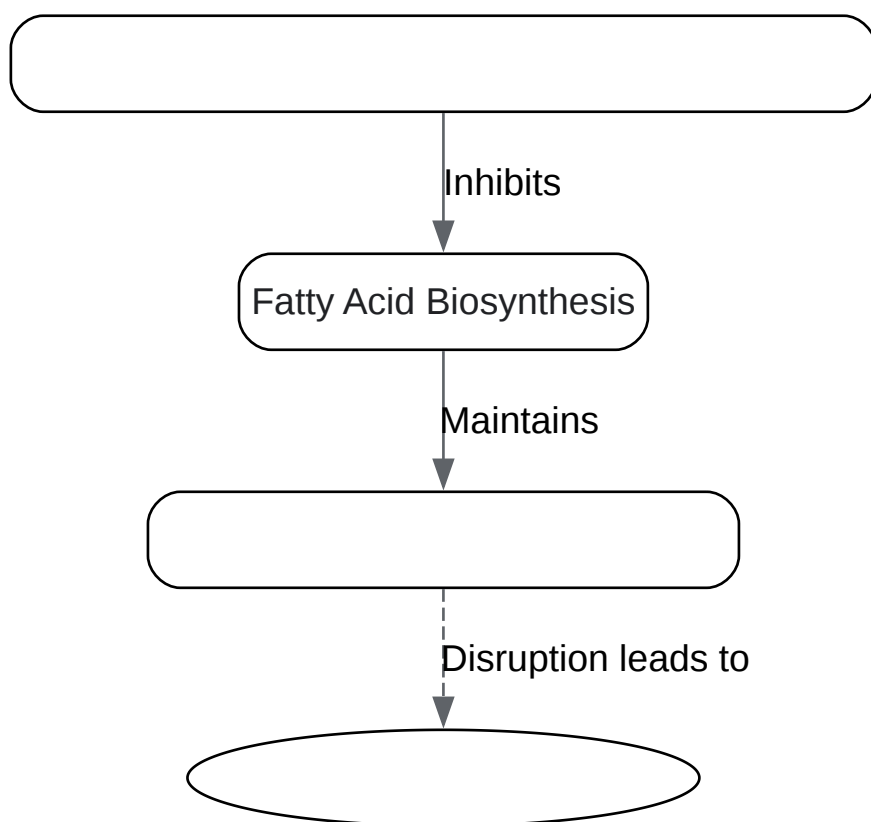 Inhibits
Fatty Acid Biosynthesis
Maintains
Disruption leads to